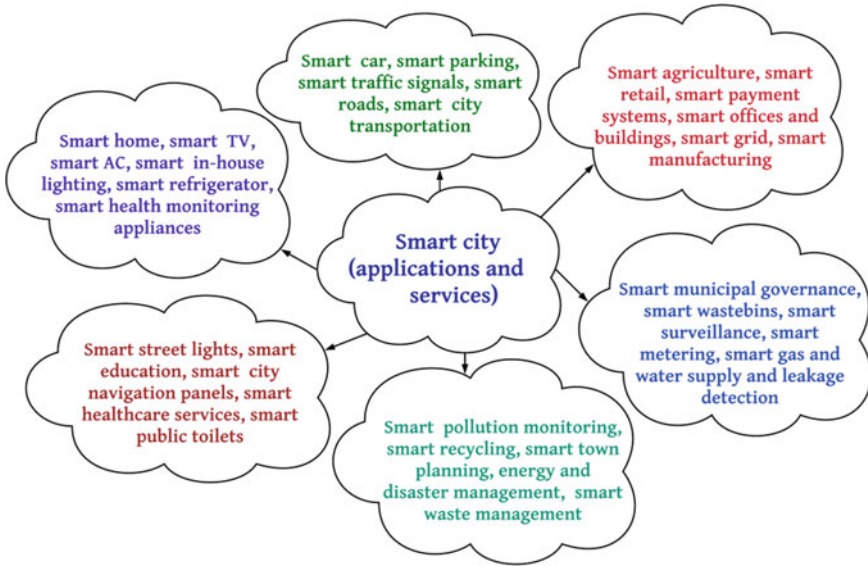 Smart car, smart parking,
smart traffic signals, smart
roads, smart city
transportation
Smart agriculture, smart
retail, smart payment
systems, smart offices and
buildings, smart grid, smart
manufacturing
Smart home, smart TV,
smart AC, smart in-house
lighting, smart refrigerator,
smart health monitoring
appliances
Smart city
(applications and
services)
Smart municipal governance,
smart wastebins, smart
surveillance, smart
metering, smart gas and
water supply and leakage
detection
Smart street lights, smart
education, smart city
navigation panels, smart
healthcare services, smart
public toilets
Smart pollution monitoring,
smart recycling, smart town
planning, energy and
disaster management, smart
waste management